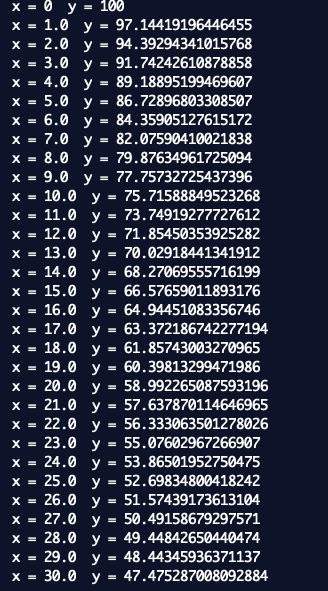 x = 0  y = 100
x = 1.0  y = 97.14419196446455
x = 2.0  y = 94.39294341015768
x = 3.0  y = 91.74242610878858
x = 4.0  y = 89.18895199469607
x = 5.0  y = 86.72896803308507
x = 6.0  y = 84.35905127615172
x = 7.0  y = 82.07590410021838
x = 8.0  y = 79.87634961725094
x = 9.0  y = 77.75732725437396
x = 10.0  y = 75.71588849523268
x = 11.0  y = 73.74919277727612
x = 12.0  y = 71.85450353925282
x = 13.0  y = 70.02918441341912
x = 14.0  y = 68.27069555716199
x = 15.0  y = 66.57659011893176
x = 16.0  y = 64.94451083356746
x = 17.0  y = 63.372186742277194
x = 18.0  y = 61.85743003270965
x = 19.0  y = 60.39813299471986
x = 20.0  y = 58.992265087593196
x = 21.0  y = 57.637870114646965
x = 22.0  y = 56.333063501278026
x = 23.0  y = 55.07602967266907
x = 24.0  y = 53.86501952750475
x = 25.0  y = 52.69834800418242
x = 26.0  y = 51.57439173613104
x = 27.0  y = 50.49158679297571
x = 28.0  y = 49.44842650440474
x = 29.0  y = 48.44345936371137
x = 30.0  y = 47.475287008092884